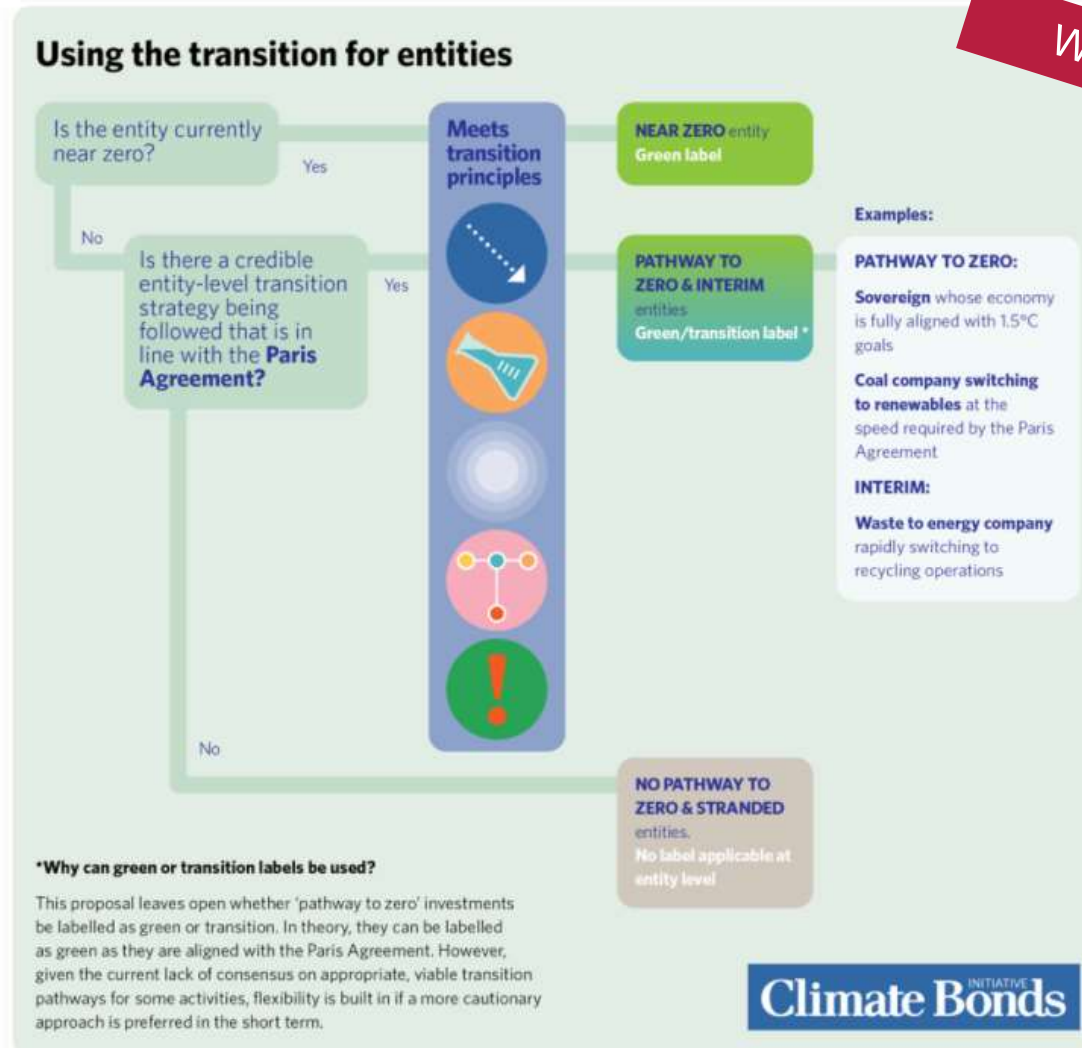 Using the transition for entities
Is the entity currently
near zero?
Yes
No
Is there a credible
entity-level transition
strategy being
followed that is in
line with the Paris
Agreement?
Yes
No
Meets
transition
principles
NEAR ZERO entity
Green label
PATHWAY TO
ZERO & INTERIM
entities
Green/transition label *
NO PATHWAY TO
ZERO & STRANDED
entities.
No label applicable at
entity level
Examples:
PATHWAY TO ZERO:
Sovereign whose economy
is fully aligned with 1.5°C
goals
Coal company switching
to renewables at the
speed required by the Paris
Agreement
INTERIM:
Waste to energy company
rapidly switching to
recycling operations
*Why can green or transition labels be used?
This proposal leaves open whether ‘pathway to zero’ investments
be labelled as green or transition. In theory, they can be labelled
as green as they are aligned with the Paris Agreement. However,
given the current lack of consensus on appropriate, viable transition
pathways for some activities, flexibility is built in if a more cautionary
approach is preferred in the short term.
Climate Bonds
INITIATIVE